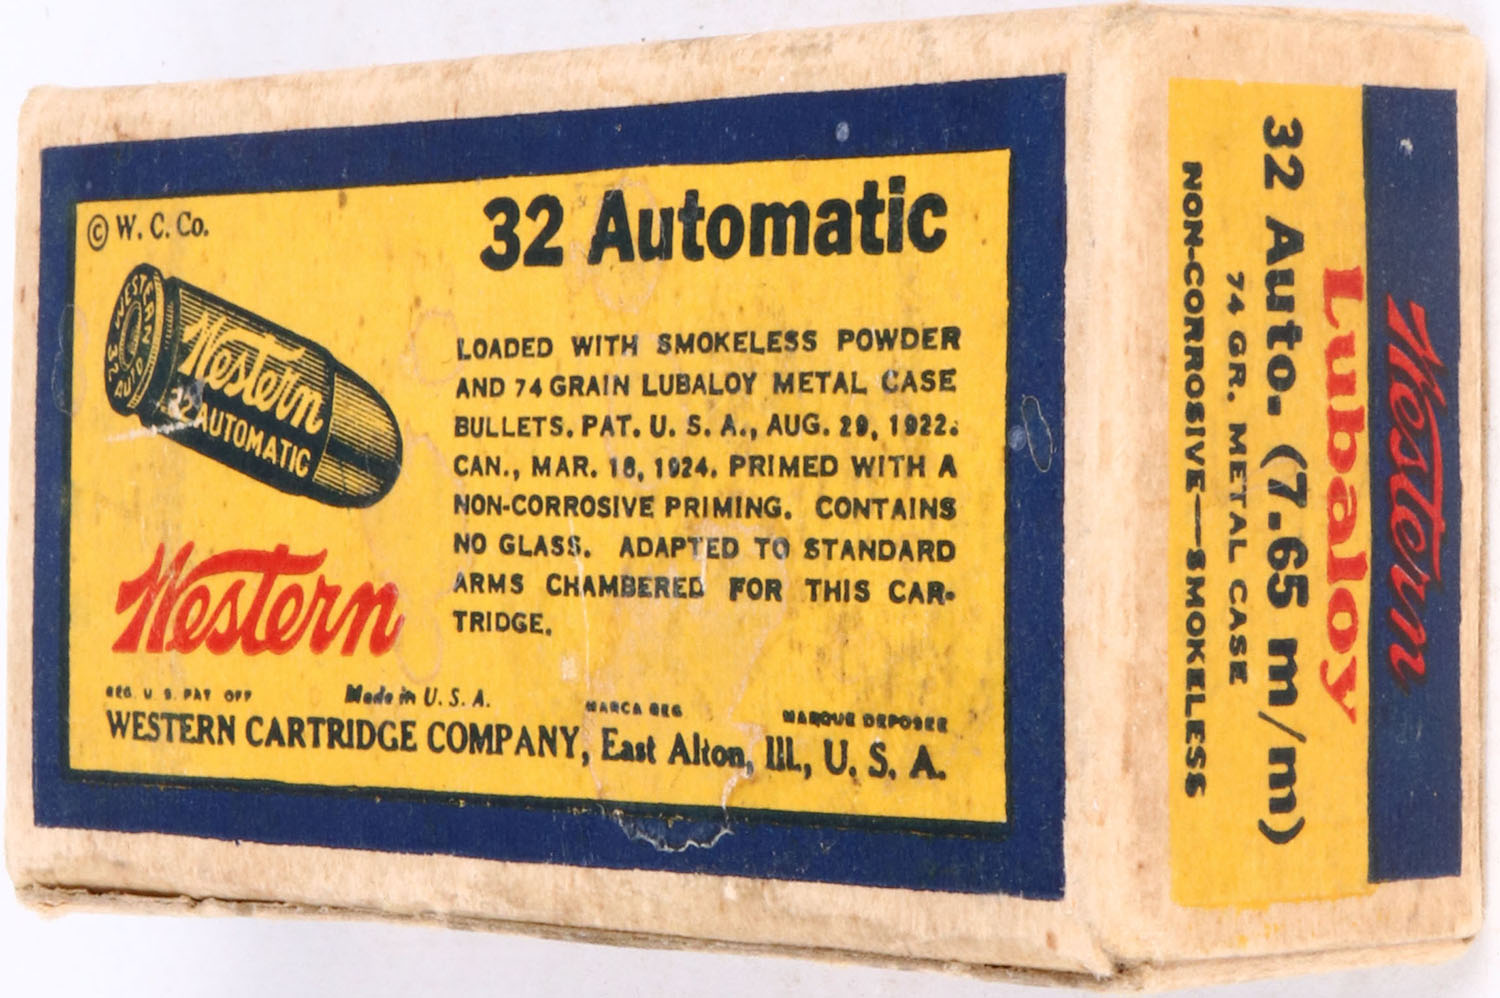 © W. C. Co.
32 Automatic
WESTERN
32 AUTO
Western
32 AUTOMATIC
LOADED WITH SMOKELESS POWDER
AND 74 GRAIN LUBALOY METAL CASE
BULLETS. PAT. U. S. A., AUG. 29, 1922.
CAN., MAR. 18, 1924. PRIMED WITH A
NON-CORROSIVE PRIMING. CONTAINS
NO GLASS. ADAPTED TO STANDARD
ARMS CHAMBERED FOR THIS CAR-
TRIDGE.
Western
REG. U. S. PAT OFF Made in U. S. A. MARCA REG MARQUE DEPOSEE
WESTERN CARTRIDGE COMPANY, East Alton, Ill., U. S. A.
Western
Lubaloy
32 Auto. (7.65 m/m)
74 GR. METAL CASE
NON-CORROSIVE—SMOKELESS